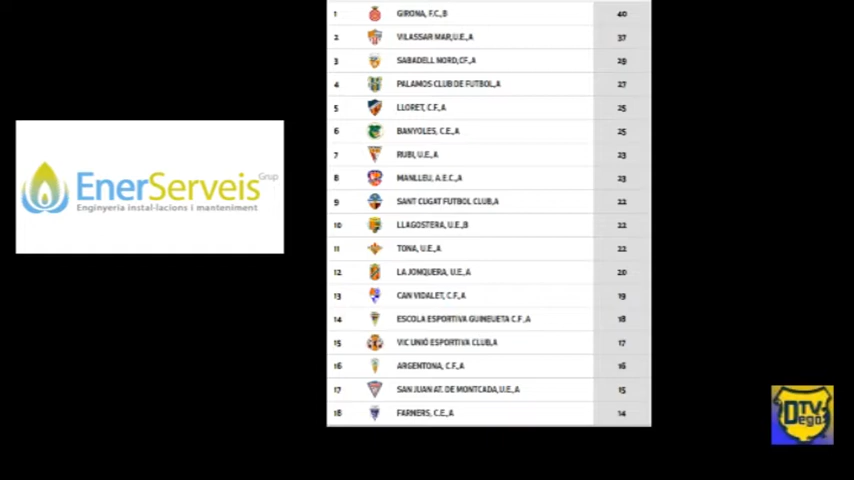 1 GIRONA, F.C.,B 40
2 VILASSAR MAR,U.E.,A 37
3 SABADELL NORD,CF.,A 29
4 PALAMOS CLUB DE FUTBOL,A 27
5 LLORET, C.F.,A 25
6 BANYOLES, C.E.,A 25
7 RUBI, U.E.,A 23
8 MANLLEU, A.E.C.,A 23
9 SANT CUGAT FUTBOL CLUB,A 22
10 LLAGOSTERA, U.E.,B 22
11 TONA, U.E.,A 22
12 LA JONQUERA, U.E.,A 20
13 CAN VIDALET, C.F.,A 19
14 ESCOLA ESPORTIVA GUINEUETA C.F.,A 18
15 VIC UNIÓ ESPORTIVA CLUB,A 17
16 ARGENTONA, C.F.,A 16
17 SAN JUAN AT. DE MONTCADA,U.E.,A 15
18 FARNERS, C.E.,A 14
EnerServeis Grup
Enginyeria instal·lacions i manteniment
DTV
ego